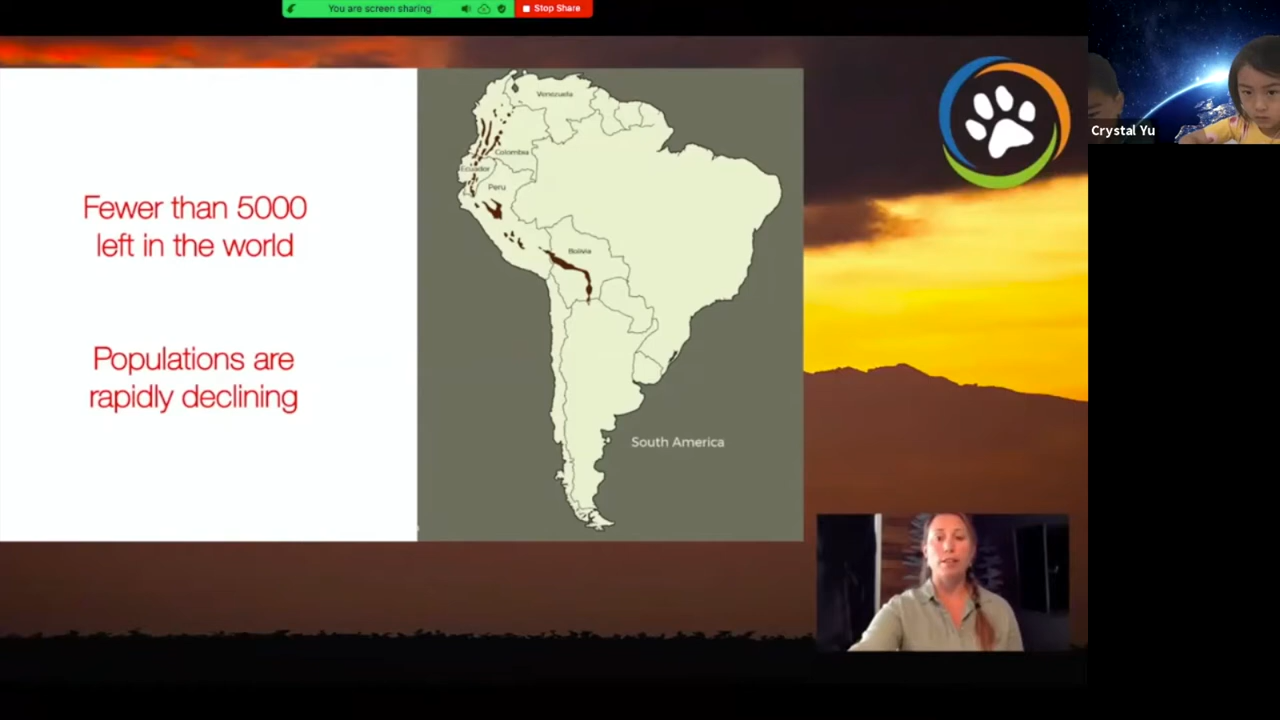 You are screen sharing
Stop Share
Crystal Yu
Fewer than 5000
left in the world
Populations are
rapidly declining
Venezuela
Colombia
Ecuador
Peru
Bolivia
South America